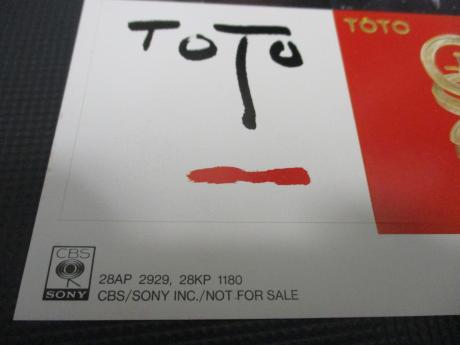 TOTO
TOTO
CBS
SONY
28AP 2929, 28KP 1180
CBS/SONY INC./NOT FOR SALE